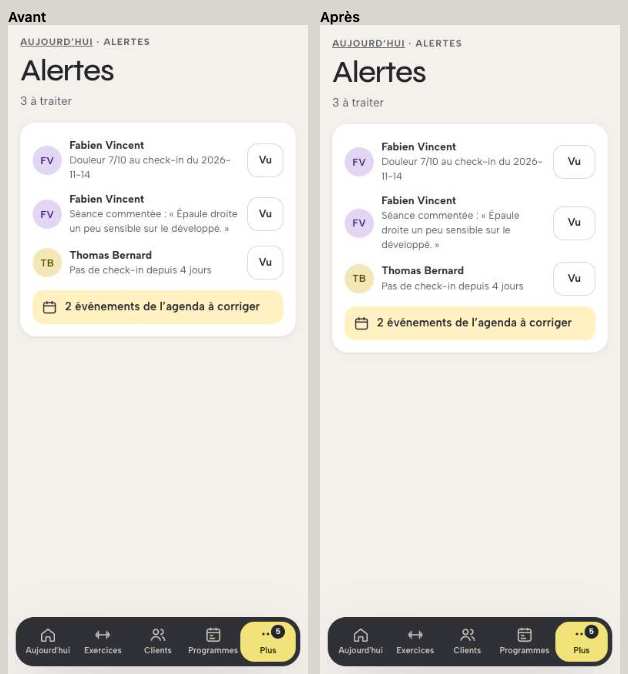 Avant
AUJOURD'HUI · ALERTES
Alertes
3 à traiter
FV
Fabien Vincent
Douleur 7/10 au check-in du 2026-
11-14
Vu
FV
Fabien Vincent
Séance commentée : « Épaule droite
un peu sensible sur le développé. »
Vu
TB
Thomas Bernard
Pas de check-in depuis 4 jours
Vu
2 événements de l'agenda à corriger
Aujourd'hui
Exercices
Clients
Programmes
5
Plus
Après
AUJOURD'HUI · ALERTES
Alertes
3 à traiter
FV
Fabien Vincent
Douleur 7/10 au check-in du 2026-
11-14
Vu
FV
Fabien Vincent
Séance commentée : « Épaule
droite un peu sensible sur le
développé. »
Vu
TB
Thomas Bernard
Pas de check-in depuis 4 jours
Vu
2 événements de l'agenda à corriger
Aujourd'hui
Exercices
Clients
Programmes
5
Plus